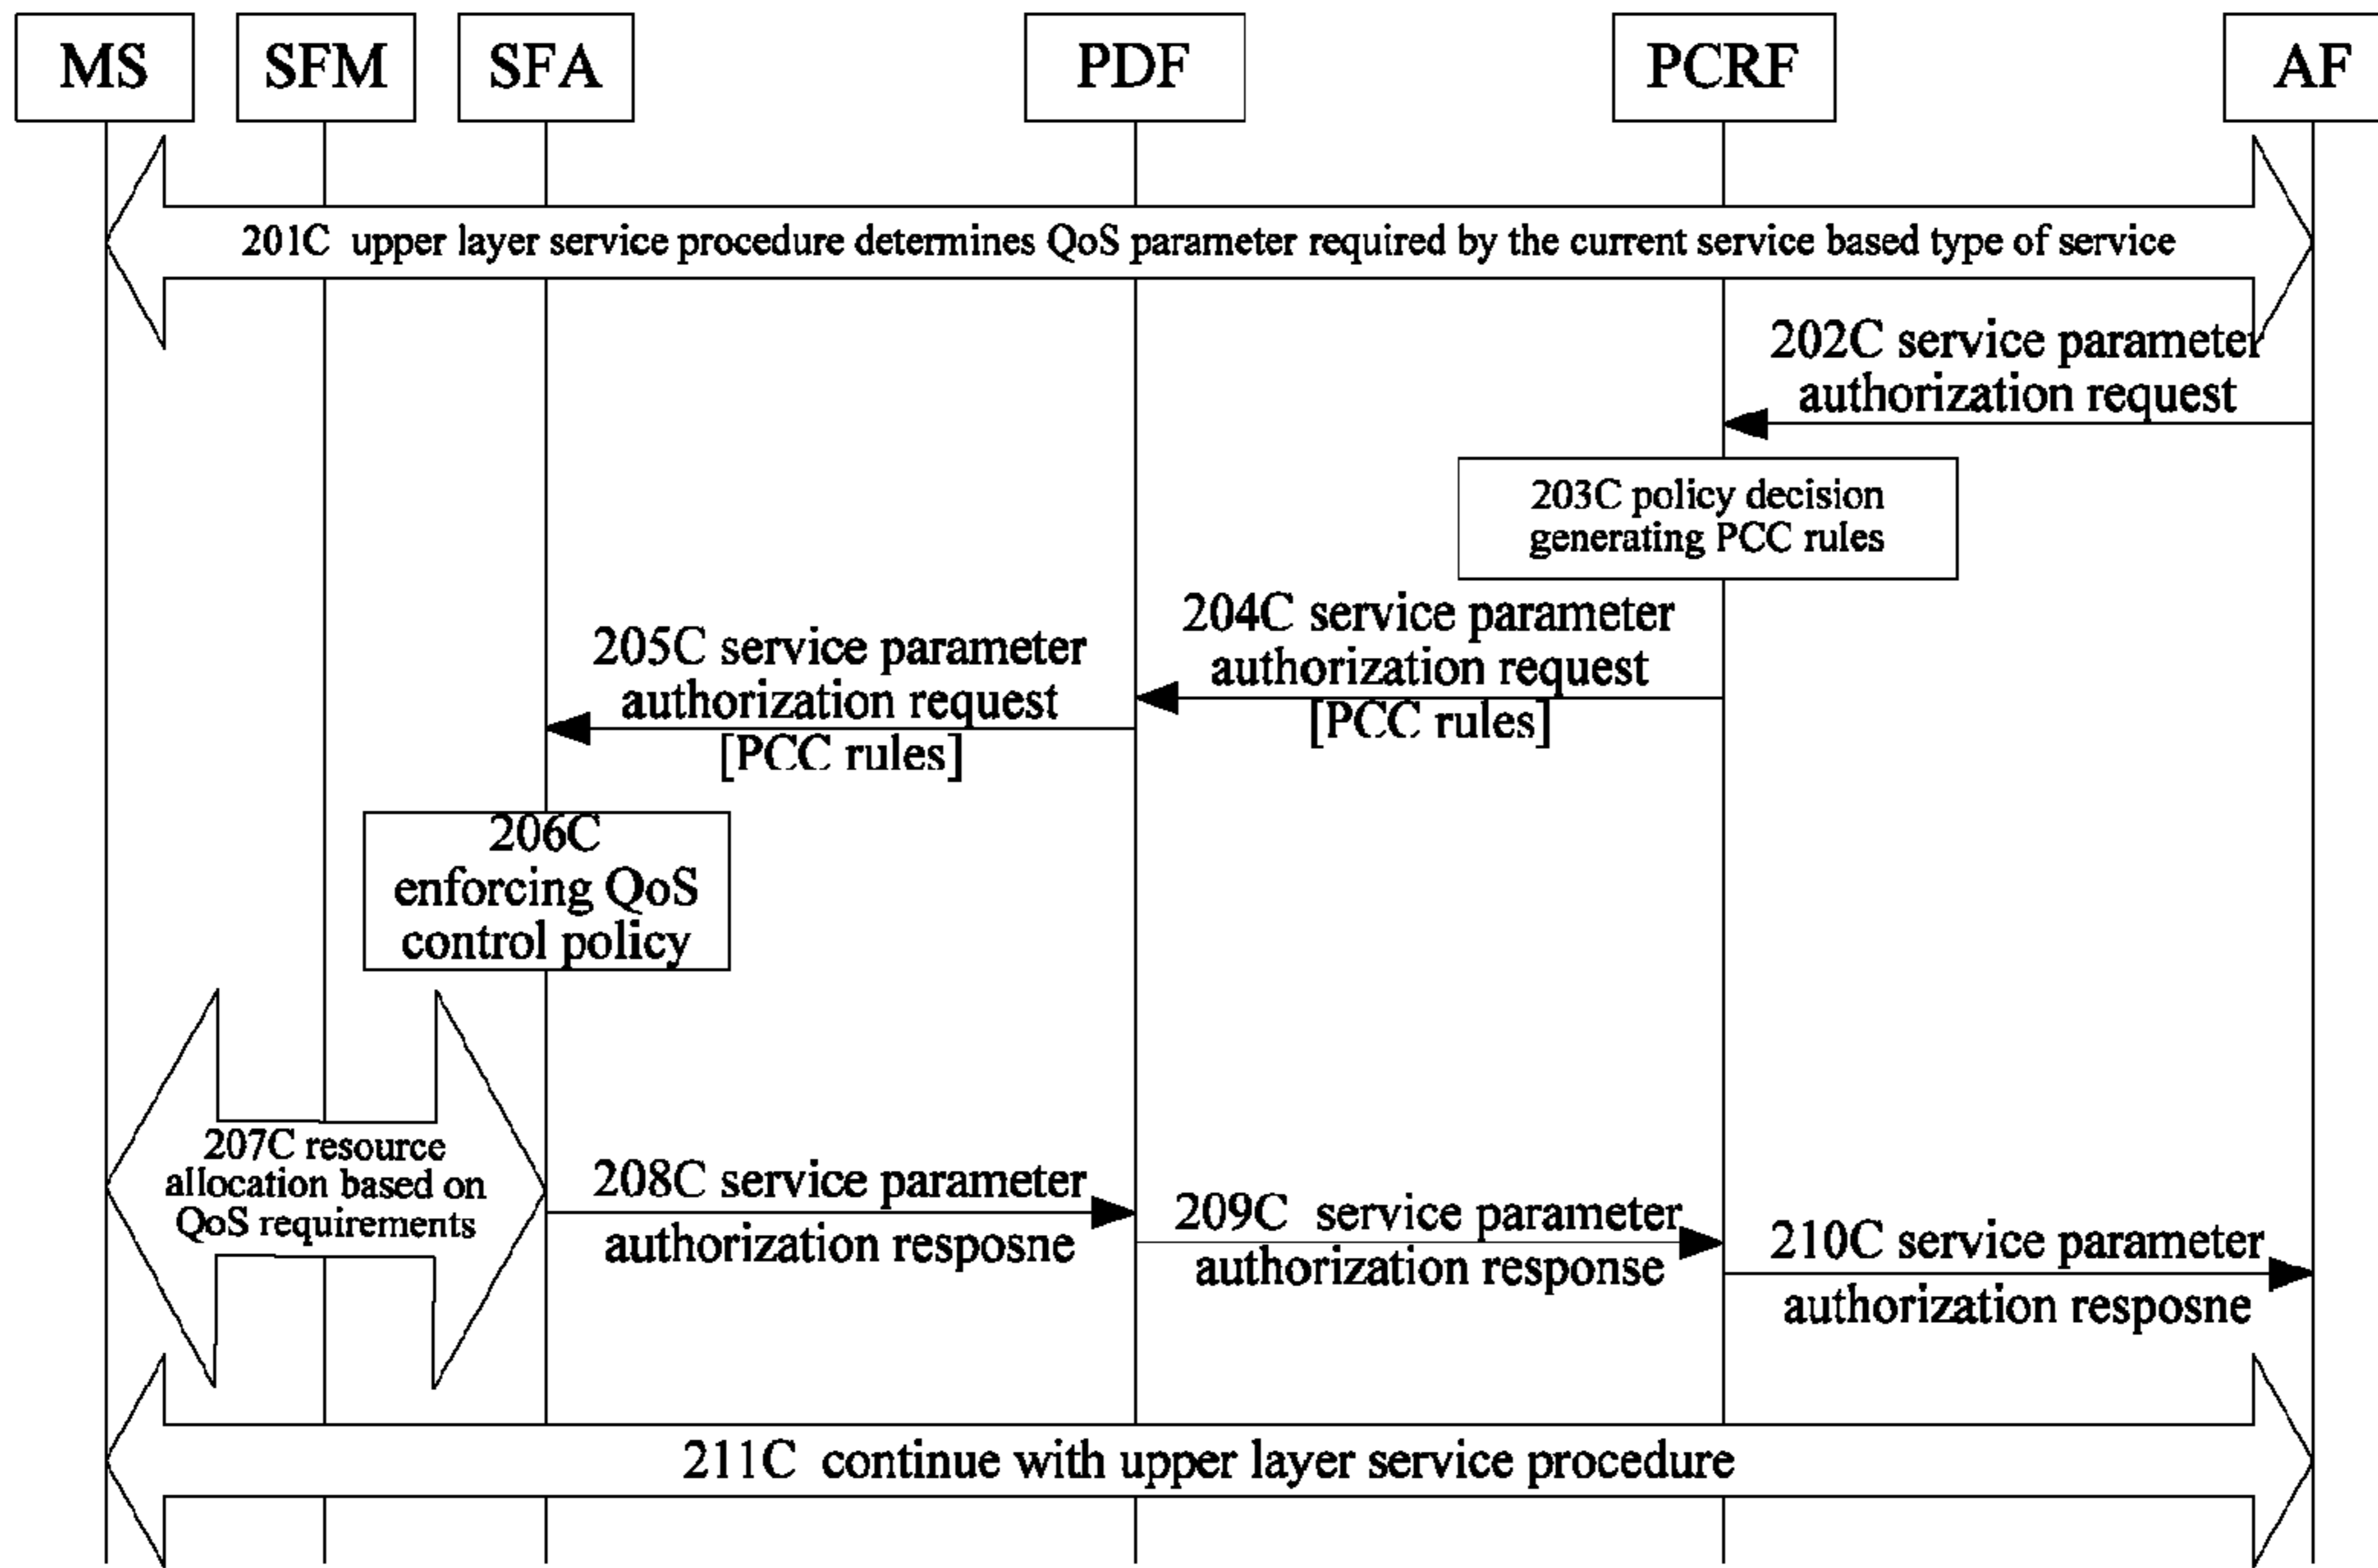 MS
SFM
SFA
PDF
PCRF
AF
201C upper layer service procedure determines QoS parameter required by the current service based type of service
202C service parameter
authorization request
203C policy decision
generating PCC rules
204C service parameter
authorization request
[PCC rules]
205C service parameter
authorization request
[PCC rules]
206C
enforcing QoS
control policy
207C resource
allocation based on
QoS requirements
208C service parameter
authorization resposne
209C service parameter
authorization response
210C service parameter
authorization resposne
211C continue with upper layer service procedure